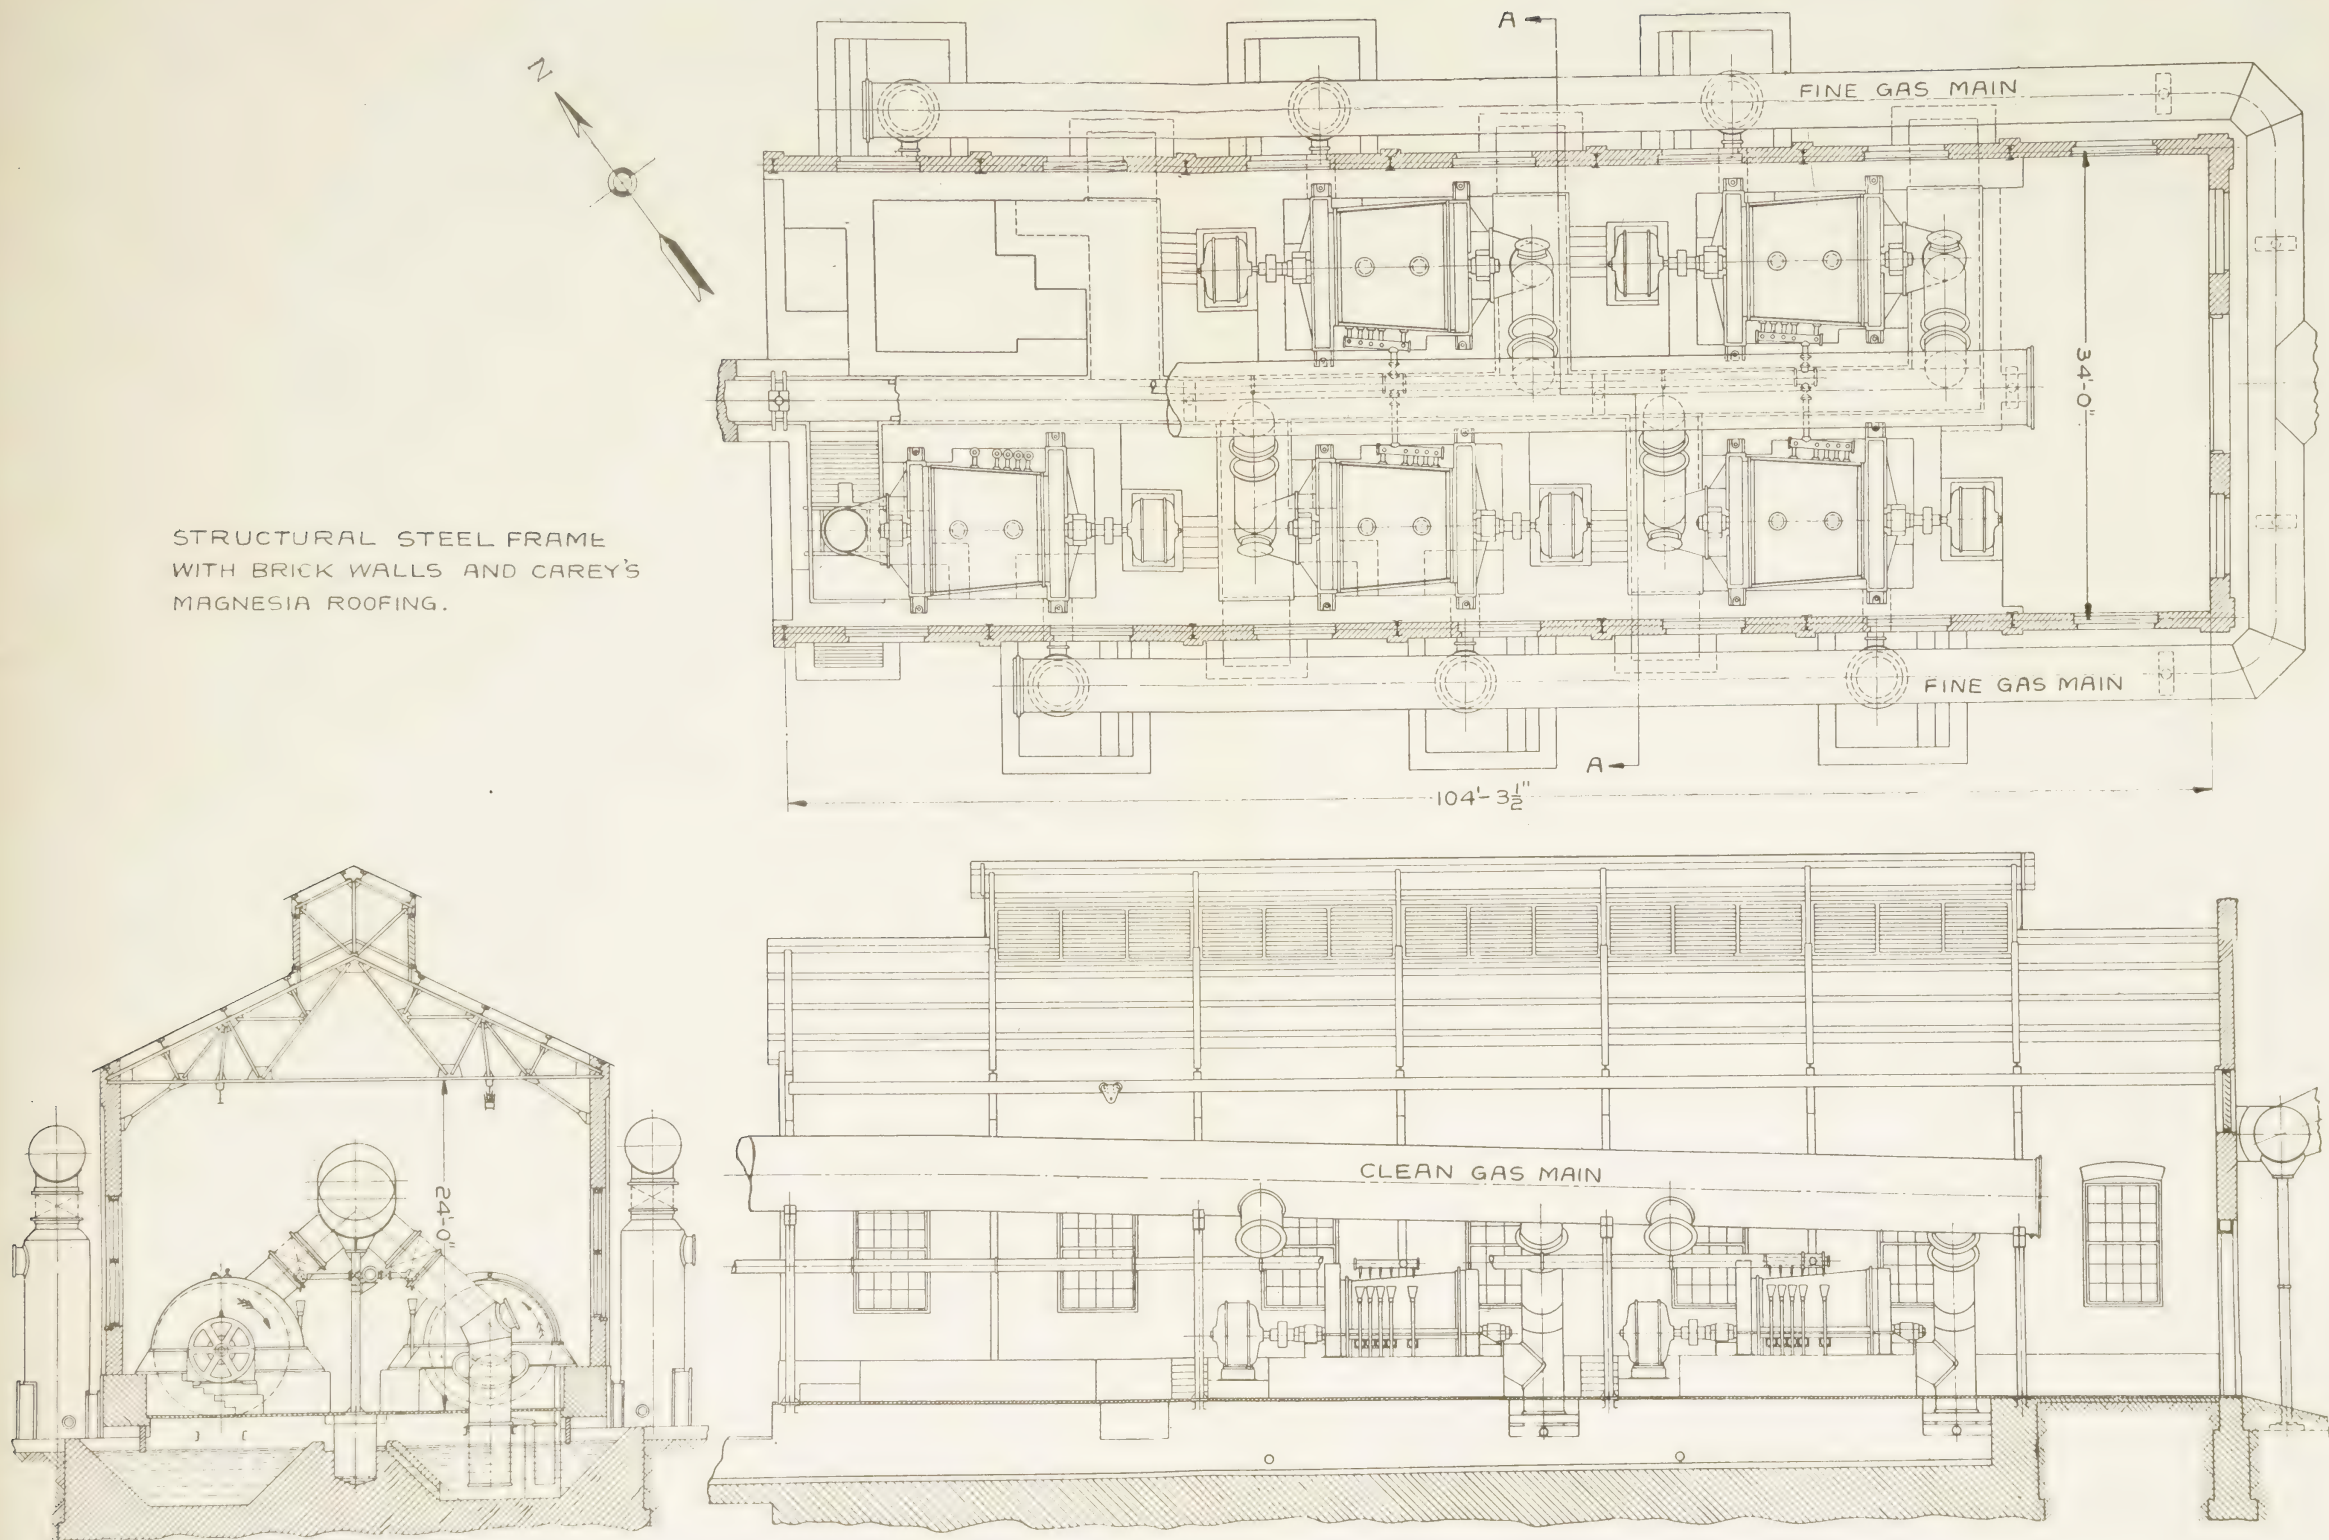 A
N
FINE GAS MAIN
34'-0"
STRUCTURAL STEEL FRAME
WITH BRICK WALLS AND CAREY'S
MAGNESIA ROOFING.
FINE GAS MAIN
A
104'-3½"
CLEAN GAS MAIN
24'-0"